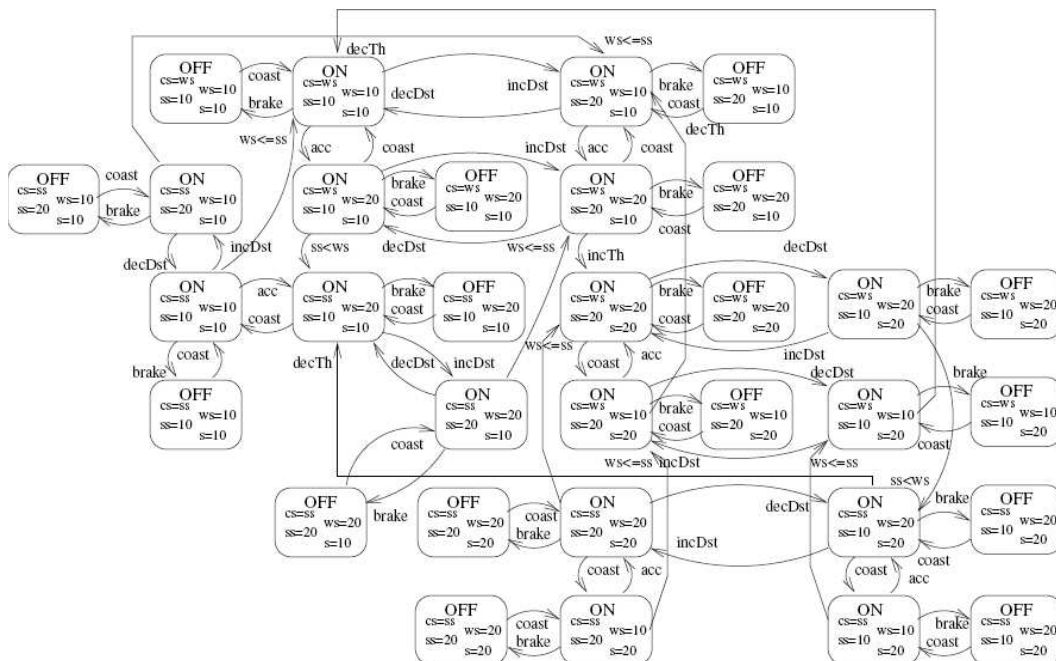 decTh
ws<=ss
OFF
cs=ws
ws=10
ss=10
s=10
coast
brake
ON
cs=ws
ws=10
ss=10
s=10
decDst
incDst
ON
cs=ws
ws=10
ss=20
s=10
brake
coast
OFF
cs=ws
ws=10
ss=20
s=10
decTh
ws<=ss
acc
coast
incDst
acc
coast
OFF
cs=ss
ws=10
ss=20
s=10
coast
brake
ON
cs=ss
ws=10
ss=20
s=10
ON
cs=ws
ws=20
ss=10
s=10
brake
coast
OFF
cs=ws
ws=20
ss=10
s=10
ON
cs=ws
ws=20
ss=20
s=10
brake
coast
OFF
cs=ws
ws=20
ss=20
s=10
decDst
incDst
ss<ws
decDst
ws<=ss
incTh
decDst
ON
cs=ss
ws=10
ss=10
s=10
acc
coast
ON
cs=ss
ws=20
ss=10
s=10
brake
coast
OFF
cs=ss
ws=20
ss=10
s=10
ON
cs=ws
ws=20
ss=20
s=20
brake
coast
OFF
cs=ws
ws=20
ss=20
s=20
ON
cs=ws
ws=20
ss=10
s=20
brake
coast
OFF
cs=ws
ws=20
ss=10
s=20
ws<=ss
brake
coast
decTh
decDst
incDst
coast
acc
incDst
decDst
OFF
cs=ss
ws=10
ss=10
s=10
ON
cs=ss
ws=20
ss=20
s=10
ON
cs=ws
ws=10
ss=20
s=20
brake
coast
OFF
cs=ws
ws=10
ss=20
s=20
ON
cs=ws
ws=10
ss=10
s=20
brake
coast
OFF
cs=ws
ws=10
ss=10
s=20
coast
ws<=ss
incDst
ws<=ss
ss<ws
OFF
cs=ss
ws=20
ss=20
s=10
brake
OFF
cs=ss
ws=20
ss=20
s=20
coast
brake
ON
cs=ss
ws=20
ss=20
s=20
decDst
incDst
ON
cs=ss
ws=20
ss=10
s=20
brake
coast
OFF
cs=ss
ws=20
ss=10
s=20
coast
acc
coast
acc
OFF
cs=ss
ws=20
ss=20
s=20
coast
brake
ON
cs=ss
ws=10
ss=20
s=20
ON
cs=ss
ws=10
ss=10
s=20
brake
coast
OFF
cs=ss
ws=20
ss=10
s=20